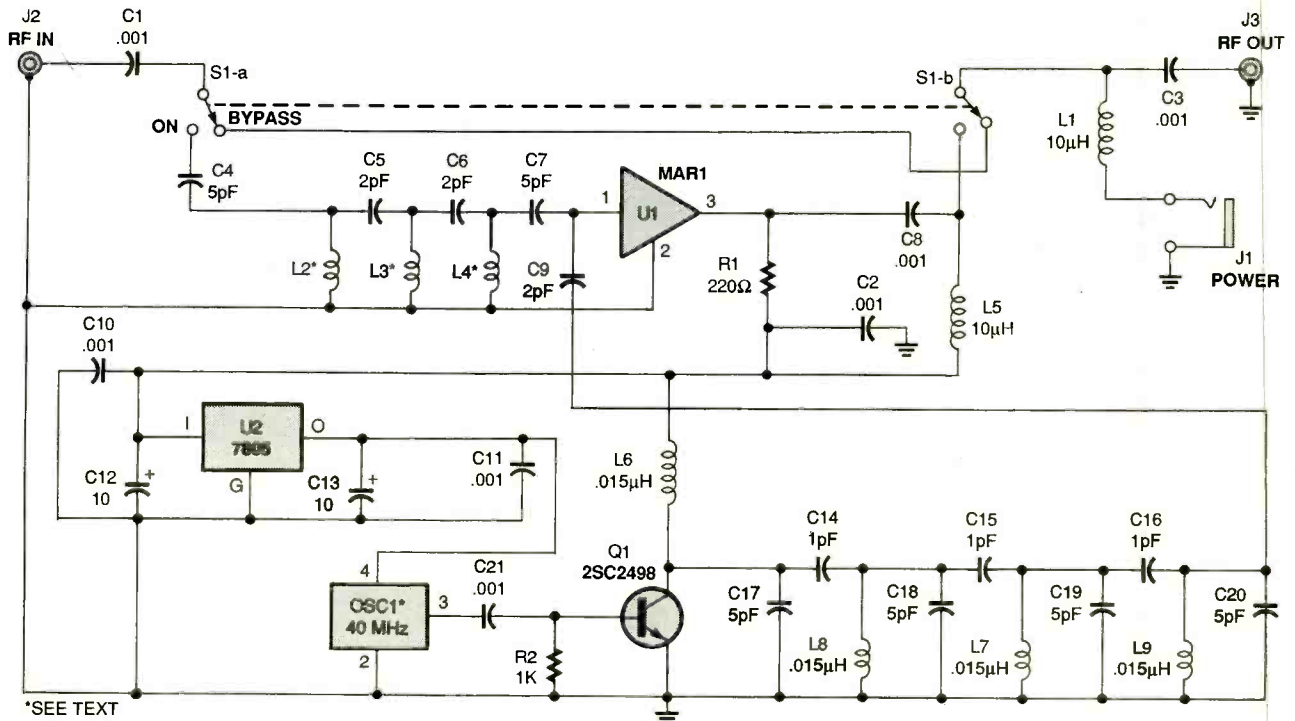 J2
RF IN
C1
.001
S1-a
ON
BYPASS
S1-b
J3
RF OUT
C3
.001
L1
10µH
J1
POWER
C4
5pF
C5
2pF
C6
2pF
C7
5pF
MAR1
1
U1
3
2
L2*
L3*
L4*
C9
2pF
R1
220Ω
C2
.001
C8
.001
L5
10µH
C10
.001
I
U2
7805
O
G
C12
10
+
C13
10
+
C11
.001
L6
.015µH
4
OSC1*
40 MHz
3
2
C21
.001
R2
1K
Q1
2SC2498
C14
1pF
C15
1pF
C16
1pF
C17
5pF
C18
5pF
C19
5pF
C20
5pF
L8
.015µH
L7
.015µH
L9
.015µH
*SEE TEXT